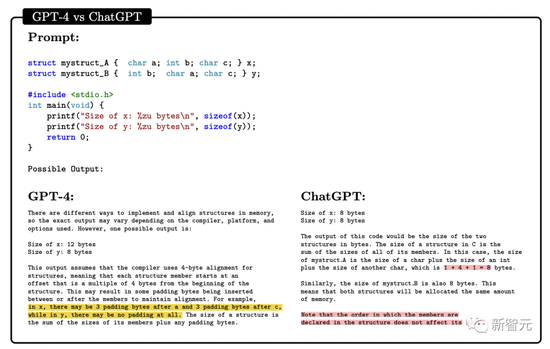 GPT-4 vs ChatGPT
Prompt:
struct mystruct_A { char a; int b; char c; } x;
struct mystruct_B { int b; char a; char c; } y;
#include <stdio.h>
int main(void) {
printf("Size of x: %zu bytes\n", sizeof(x));
printf("Size of y: %zu bytes\n", sizeof(y));
return 0;
}
Possible Output:
GPT-4:
There are different ways to implement and align structures in memory,
so the exact output may vary depending on the compiler, platform, and
options used. However, one possible output is:
Size of x: 12 bytes
Size of y: 8 bytes
This output assumes that the compiler uses 4-byte alignment for
structures, meaning that each structure member starts at an
offset that is a multiple of 4 bytes from the beginning of the
structure. This may result in some padding bytes being inserted
between or after the members to maintain alignment. For example,
in x, there may be 3 padding bytes after a and 3 padding bytes after c,
while in y, there may be no padding at all. The size of a structure is
the sum of the sizes of its members plus any padding bytes.
ChatGPT:
Size of x: 8 bytes
Size of y: 8 bytes
The output of this code would be the size of the two
structures in bytes. The size of a structure in C is the
sum of the sizes of all of its members. In this case, the size
of mystruct_A is the size of a char plus the size of an int
plus the size of another char, which is 1 + 4 + 1 = 8 bytes.
Similarly, the size of mystruct_B is also 8 bytes. This
means that both structures will be allocated the same amount
of memory.
Note that the order in which the members are
declared in the structure does not affect its
新智元